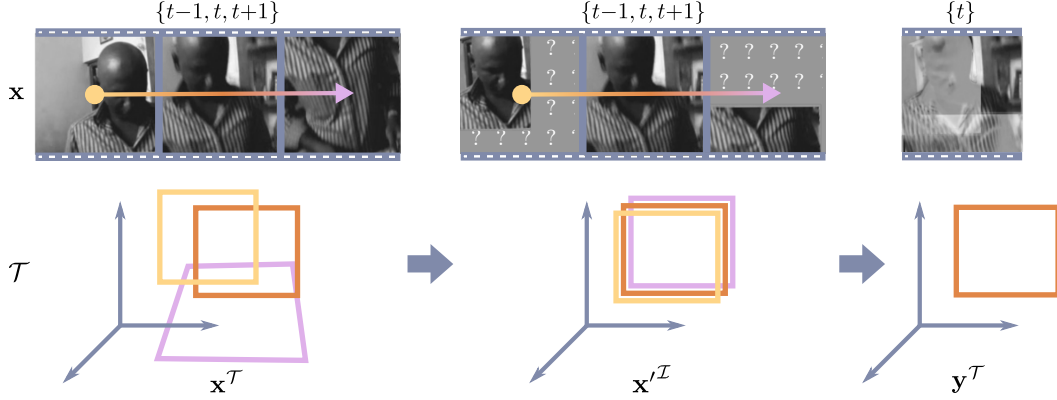 {t−1, t, t+1} {t−1, t, t+1} {t}
x
? ‘ ? ? ? ? ‘
? ‘ ? ? ? ? ‘
? ‘
? ? ? ? ‘
𝒯
x^𝒯 x′^ℐ y^𝒯